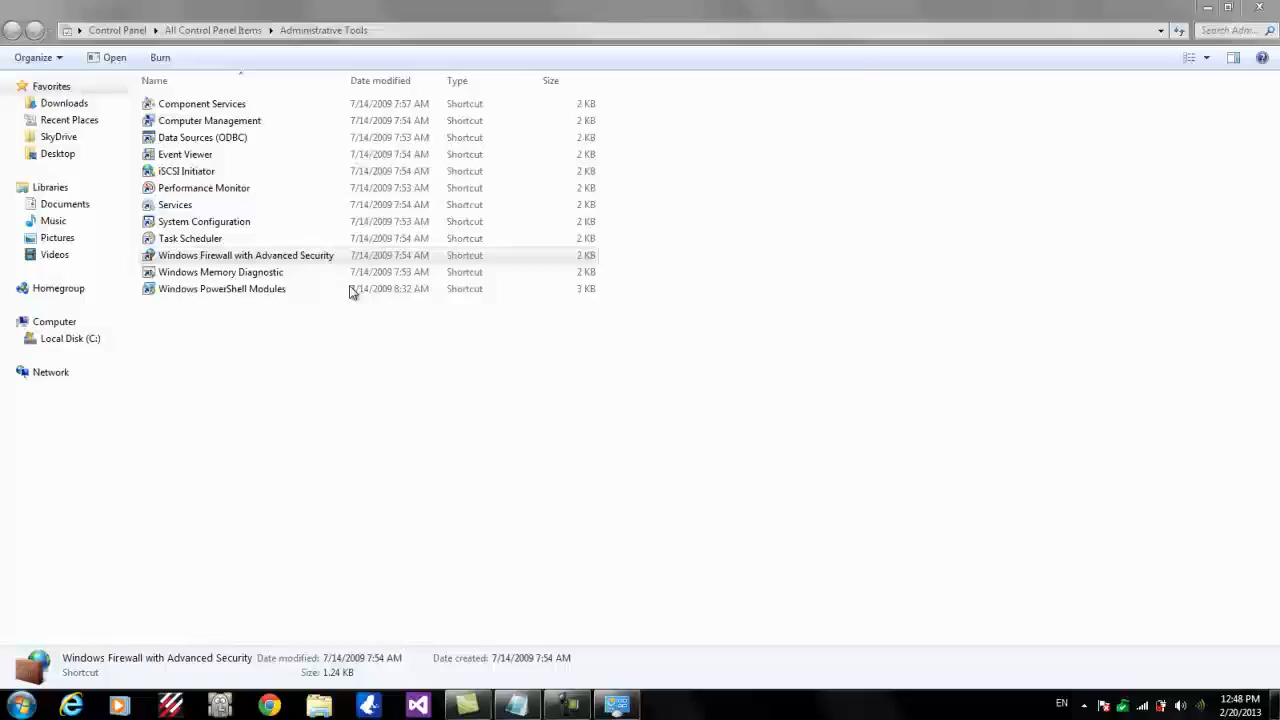 Control Panel All Control Panel Items Administrative Tools Search Adm...
Organize Open Burn
Name Date modified Type Size
Favorites
Downloads
Recent Places
SkyDrive
Desktop
Libraries
Documents
Music
Pictures
Videos
Homegroup
Computer
Local Disk (C:)
Network
Component Services 7/14/2009 7:57 AM Shortcut 2 KB
Computer Management 7/14/2009 7:54 AM Shortcut 2 KB
Data Sources (ODBC) 7/14/2009 7:53 AM Shortcut 2 KB
Event Viewer 7/14/2009 7:54 AM Shortcut 2 KB
iSCSI Initiator 7/14/2009 7:54 AM Shortcut 2 KB
Performance Monitor 7/14/2009 7:53 AM Shortcut 2 KB
Services 7/14/2009 7:54 AM Shortcut 2 KB
System Configuration 7/14/2009 7:53 AM Shortcut 2 KB
Task Scheduler 7/14/2009 7:54 AM Shortcut 2 KB
Windows Firewall with Advanced Security 7/14/2009 7:54 AM Shortcut 2 KB
Windows Memory Diagnostic 7/14/2009 7:53 AM Shortcut 2 KB
Windows PowerShell Modules 7/14/2009 8:32 AM Shortcut 3 KB
Windows Firewall with Advanced Security Date modified: 7/14/2009 7:54 AM Date created: 7/14/2009 7:54 AM
Shortcut Size: 1.24 KB
EN 12:48 PM
2/20/2013